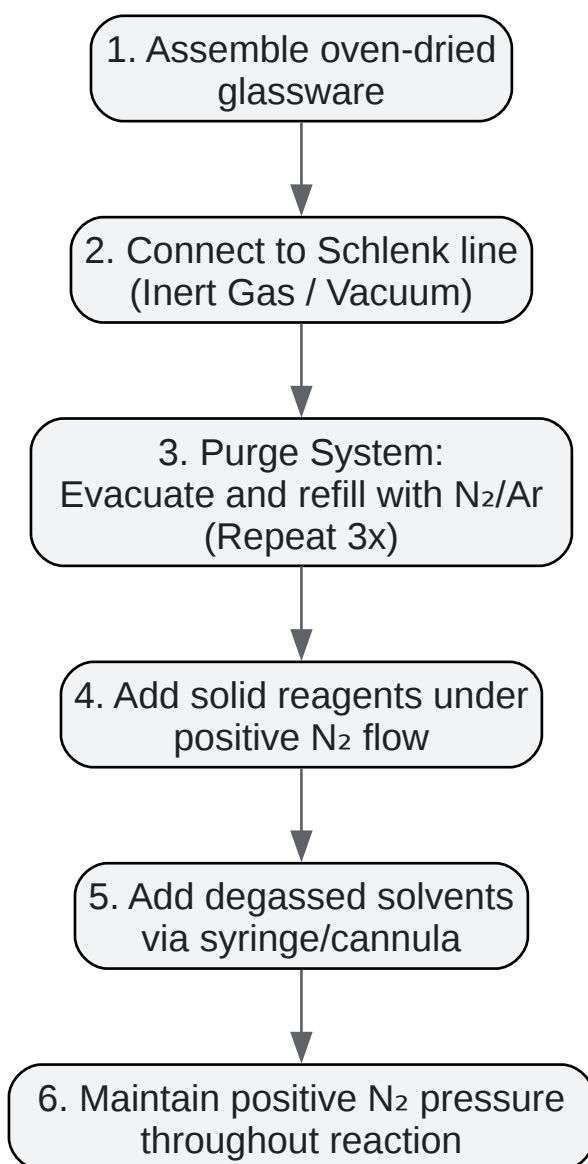 1. Assemble oven-dried
glassware
2. Connect to Schlenk line
(Inert Gas / Vacuum)
3. Purge System:
Evacuate and refill with N₂/Ar
(Repeat 3x)
4. Add solid reagents under
positive N₂ flow
5. Add degassed solvents
via syringe/cannula
6. Maintain positive N₂ pressure
throughout reaction